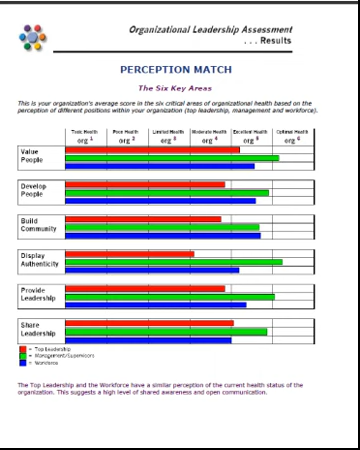 Organizational Leadership Assessment
. . . Results
PERCEPTION MATCH
The Six Key Areas
This is your organization's average score in the six critical areas of organizational health based on the
perception of different positions within your organization (top leadership, management and workforce).
Toxic Health Poor Health Limited Health Moderate Health Excellent Health Optimal Health
org 1 org 2 org 3 org 4 org 5 org 6
Value
People
Develop
People
Build
Community
Display
Authenticity
Provide
Leadership
Share
Leadership
= Top Leadership
= Management/Supervisors
= Workforce
The Top Leadership and the Workforce have a similar perception of the current health status of the
organization. This suggests a high level of shared awareness and open communication.